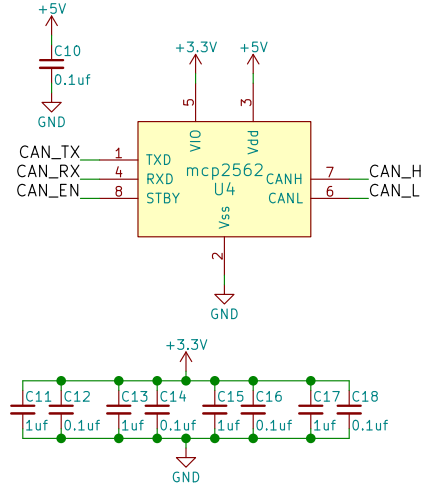 +5V
C10
0.1uf
GND
+3.3V
+5V
5
VIO
3
Vdd
CAN_TX
1
TXD
CAN_RX
4
RXD
CAN_EN
8
STBY
mcp2562
U4
CANH
7
CAN_H
CANL
6
CAN_L
Vss
2
GND
+3.3V
C11 C12 C13 C14 C15 C16 C17 C18
1uf 0.1uf 1uf 0.1uf 1uf 0.1uf 1uf 0.1uf
GND